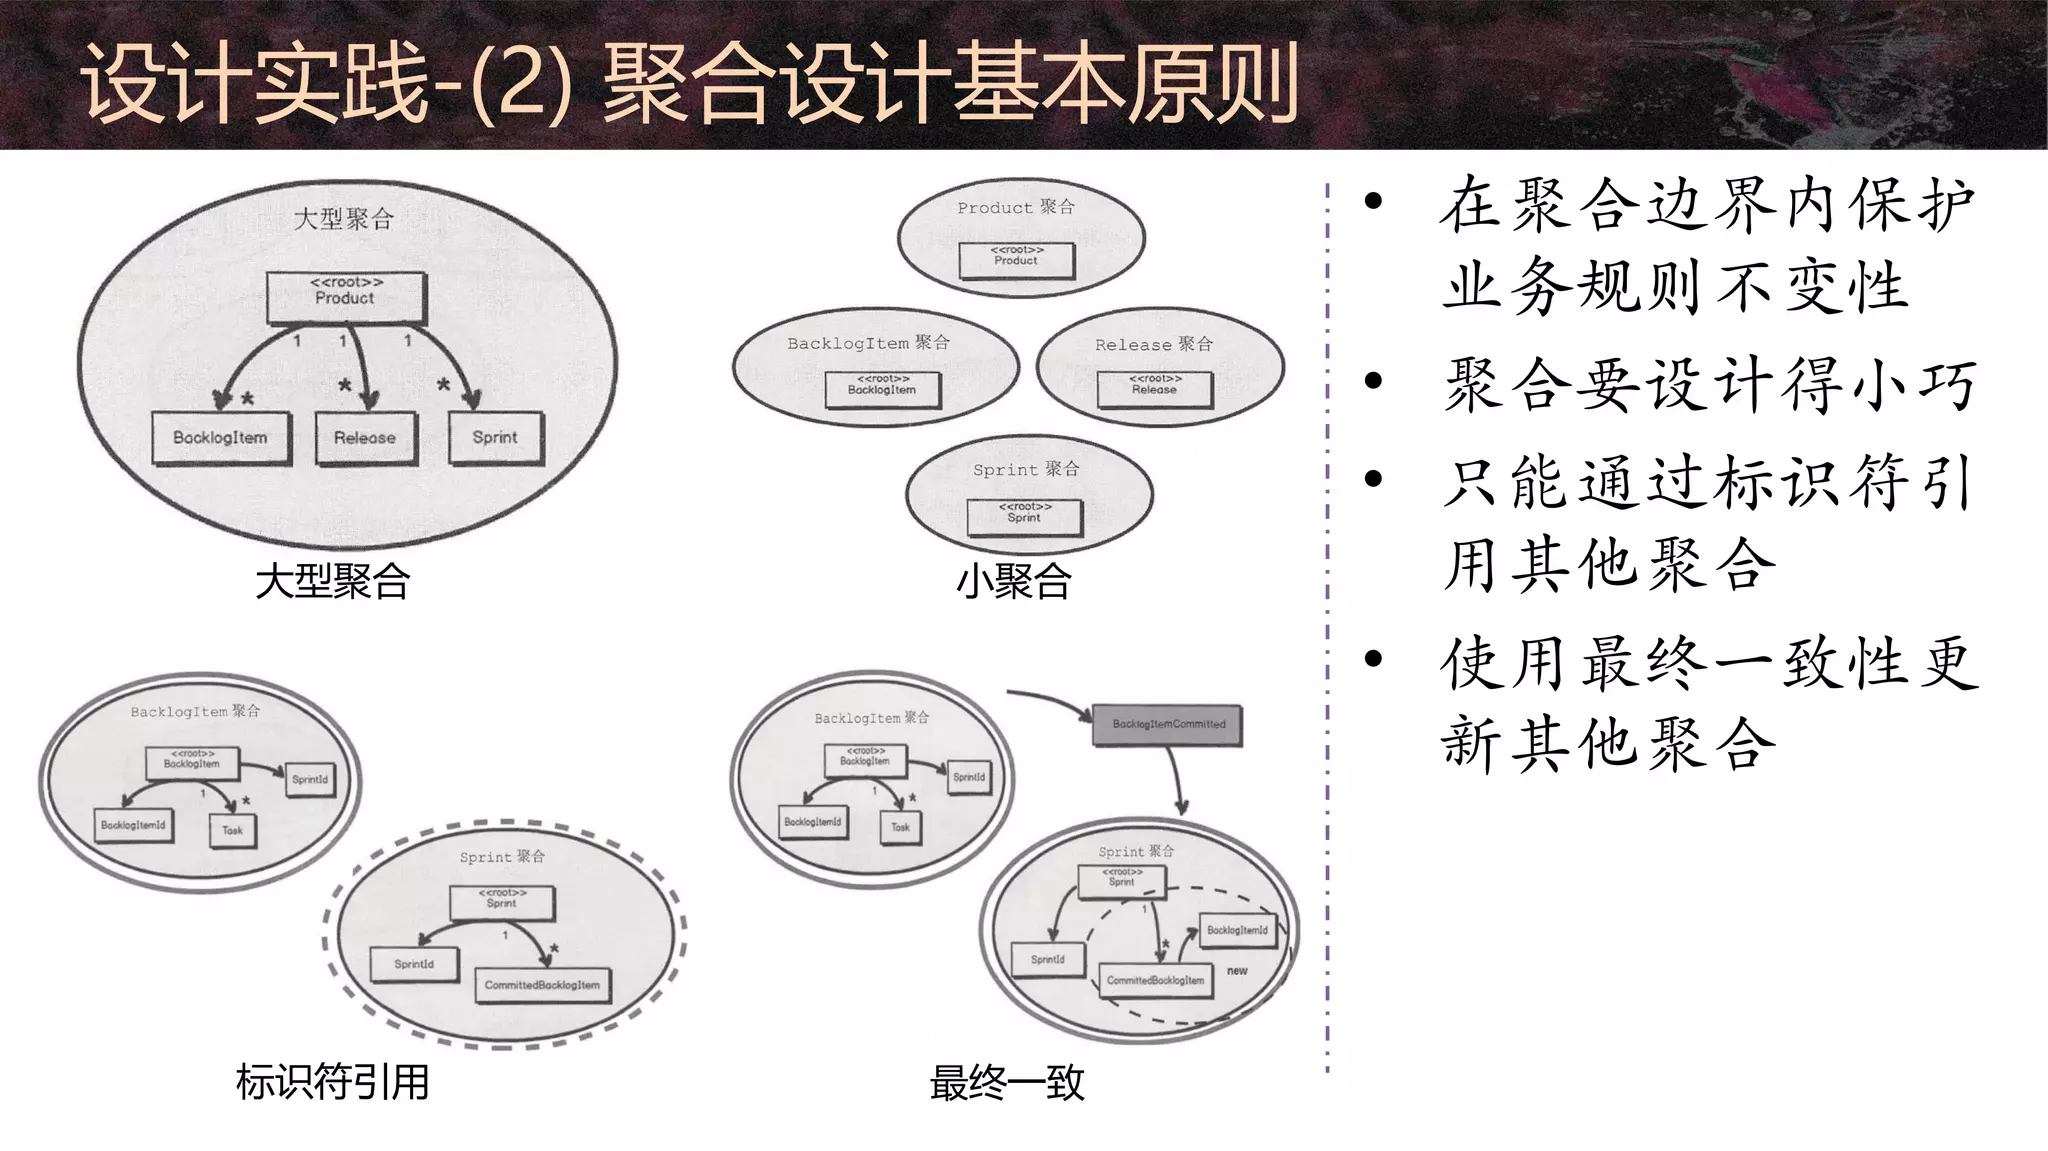 设计实践-(2) 聚合设计基本原则
大型聚合
<<root>>
Product
1 1 1
* * *
BacklogItem Release Sprint
大型聚合
Product 聚合
<<root>>
Product
BacklogItem 聚合
<<root>>
BacklogItem
Release 聚合
<<root>>
Release
Sprint 聚合
<<root>>
Sprint
小聚合
BacklogItem 聚合
<<root>>
BacklogItem
SprintId
1 *
BacklogItemId
Task
Sprint 聚合
<<root>>
Sprint
1 *
SprintId
CommittedBacklogItem
标识符引用
BacklogItem 聚合
<<root>>
BacklogItem
SprintId
1 *
BacklogItemId
Task
BacklogItemCommitted
Sprint 聚合
<<root>>
Sprint
1
*
BacklogItemId
SprintId
CommittedBacklogItem
new
最终一致
• 在聚合边界内保护
业务规则不变性
• 聚合要设计得小巧
• 只能通过标识符引
用其他聚合
• 使用最终一致性更
新其他聚合